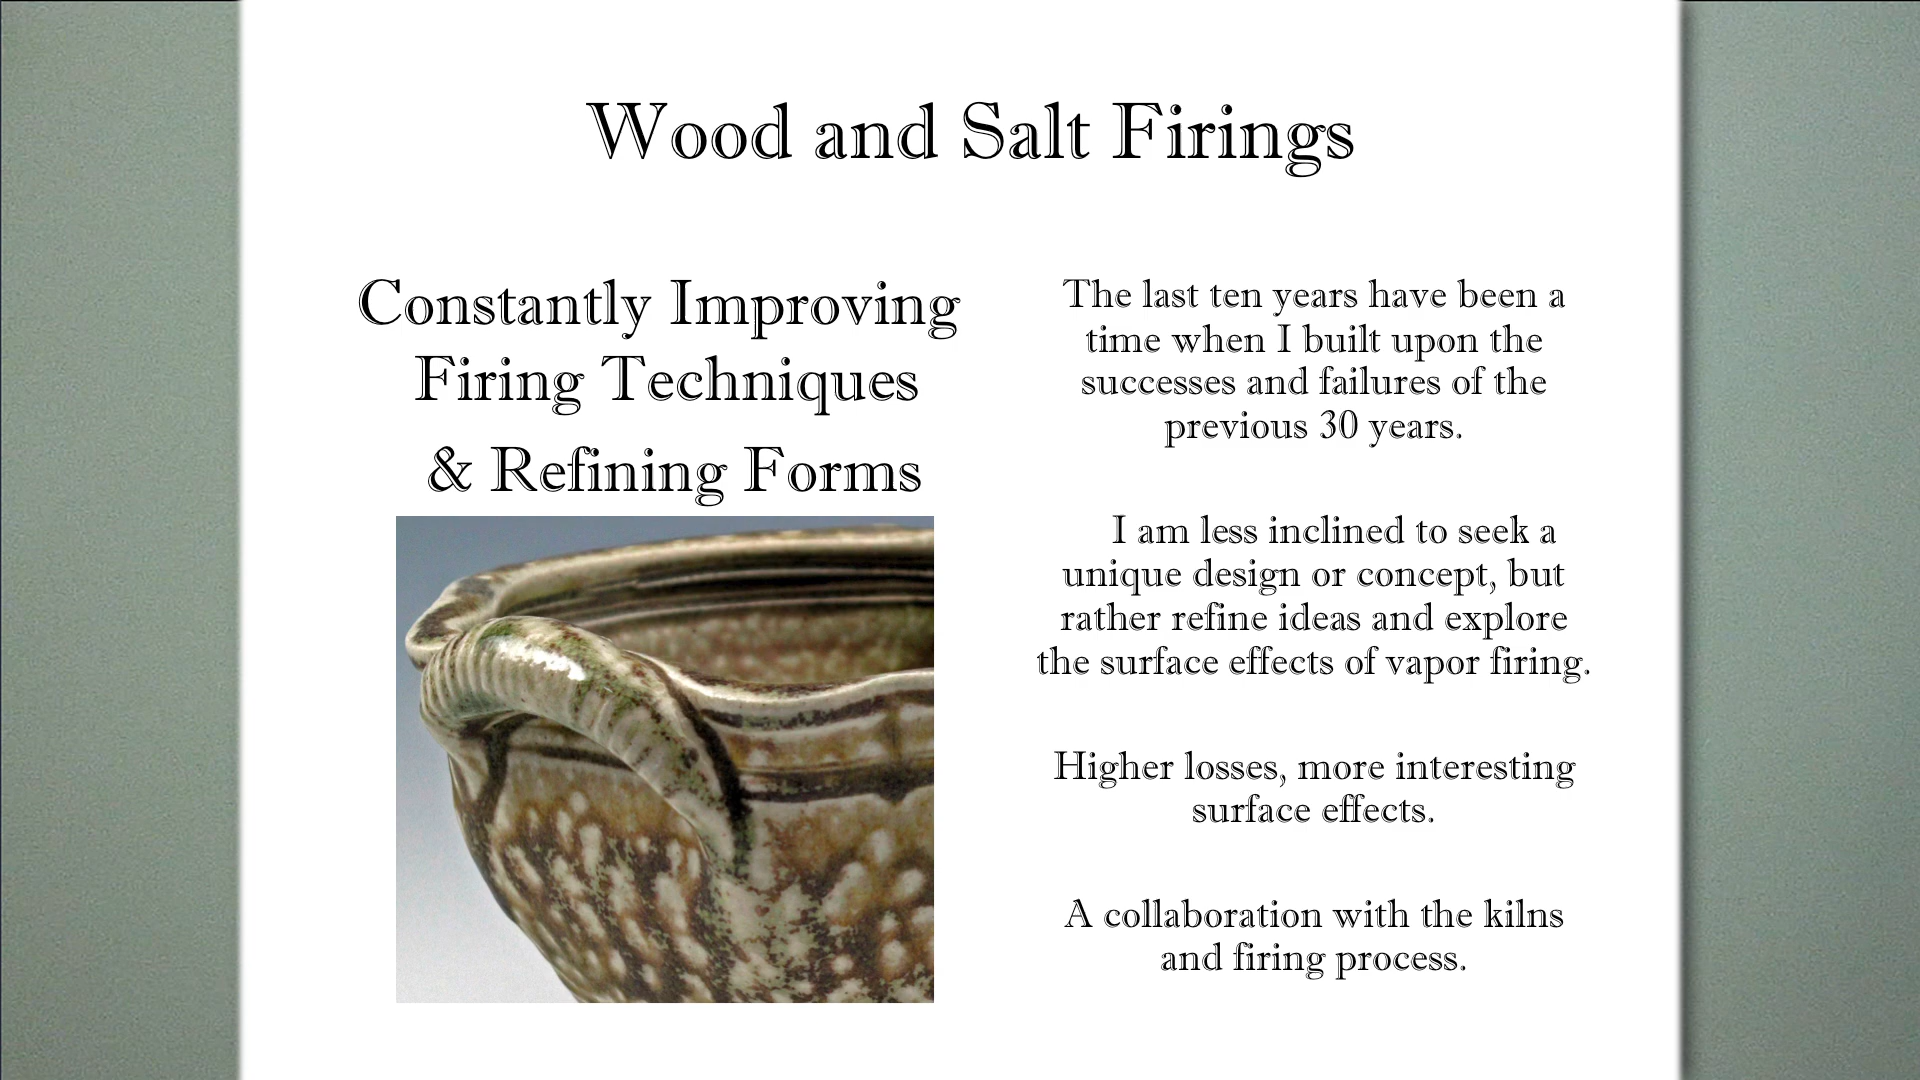 Wood and Salt Firings
Constantly Improving
Firing Techniques
& Refining Forms
The last ten years have been a
time when I built upon the
successes and failures of the
previous 30 years.
I am less inclined to seek a
unique design or concept, but
rather refine ideas and explore
the surface effects of vapor firing.
Higher losses, more interesting
surface effects.
A collaboration with the kilns
and firing process.